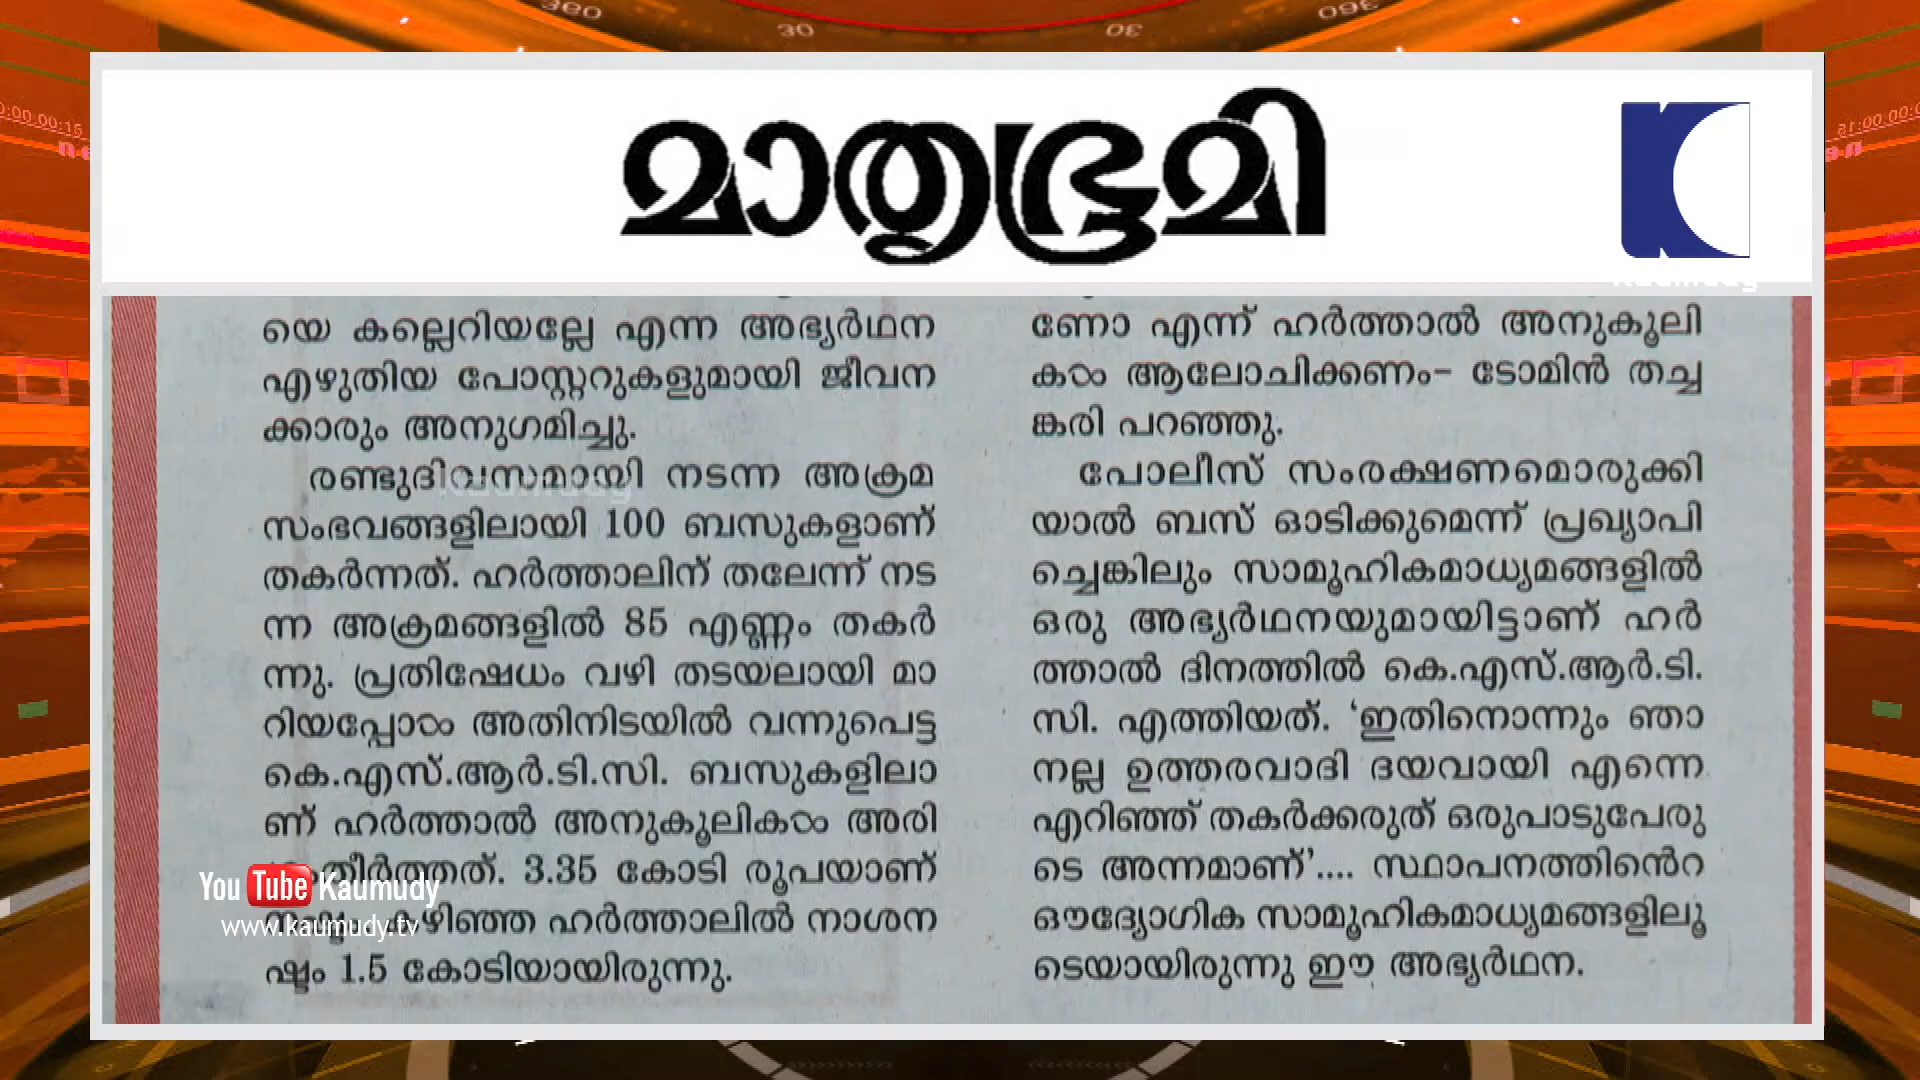 മാതൃഭൂമി
യെ കല്ലെറിയല്ലേ എന്ന അഭ്യർഥന
എഴുതിയ പോസ്റ്ററുകളുമായി ജീവന
ക്കാരും അനുഗമിച്ചു.
രണ്ടുദിവസമായി നടന്ന അക്രമ
സംഭവങ്ങളിലായി 100 ബസുകളാണ്
തകർന്നത്. ഹർത്താലിന് തലേന്ന് നട
ന്ന അക്രമങ്ങളിൽ 85 എണ്ണം തകർ
ന്നു. പ്രതിഷേധം വഴി തടയലായി മാ
റിയപ്പോൾ അതിനിടയിൽ വന്നുപെട്ട
കെ.എസ്.ആർ.ടി.സി. ബസുകളിലാ
ണ് ഹർത്താൽ അനുകൂലികൾ അരി
തീർത്തത്. 3.35 കോടി രൂപയാണ്
കഴിഞ്ഞ ഹർത്താലിൽ നാശന
ഷ്ടം 1.5 കോടിയായിരുന്നു.
ണോ എന്ന് ഹർത്താൽ അനുകൂലി
കൾ ആലോചിക്കണം- ടോമിൻ തച്ച
ങ്കരി പറഞ്ഞു.
പോലീസ് സംരക്ഷണമൊരുക്കി
യാൽ ബസ് ഓടിക്കുമെന്ന് പ്രഖ്യാപി
ച്ചെങ്കിലും സാമൂഹികമാധ്യമങ്ങളിൽ
ഒരു അഭ്യർഥനയുമായിട്ടാണ് ഹർ
ത്താൽ ദിനത്തിൽ കെ.എസ്.ആർ.ടി.
സി. എത്തിയത്. ‘ഇതിനൊന്നും ഞാ
നല്ല ഉത്തരവാദി ദയവായി എന്നെ
എറിഞ്ഞ് തകർക്കരുത് ഒരുപാടുപേരു
ടെ അന്നമാണ്’.... സ്ഥാപനത്തിന്റെ
ഔദ്യോഗിക സാമൂഹികമാധ്യമങ്ങളിലൂ
ടെയായിരുന്നു ഈ അഭ്യർഥന.
You Tube Kaumudy
www.kaumudy.tv
Kaumudy